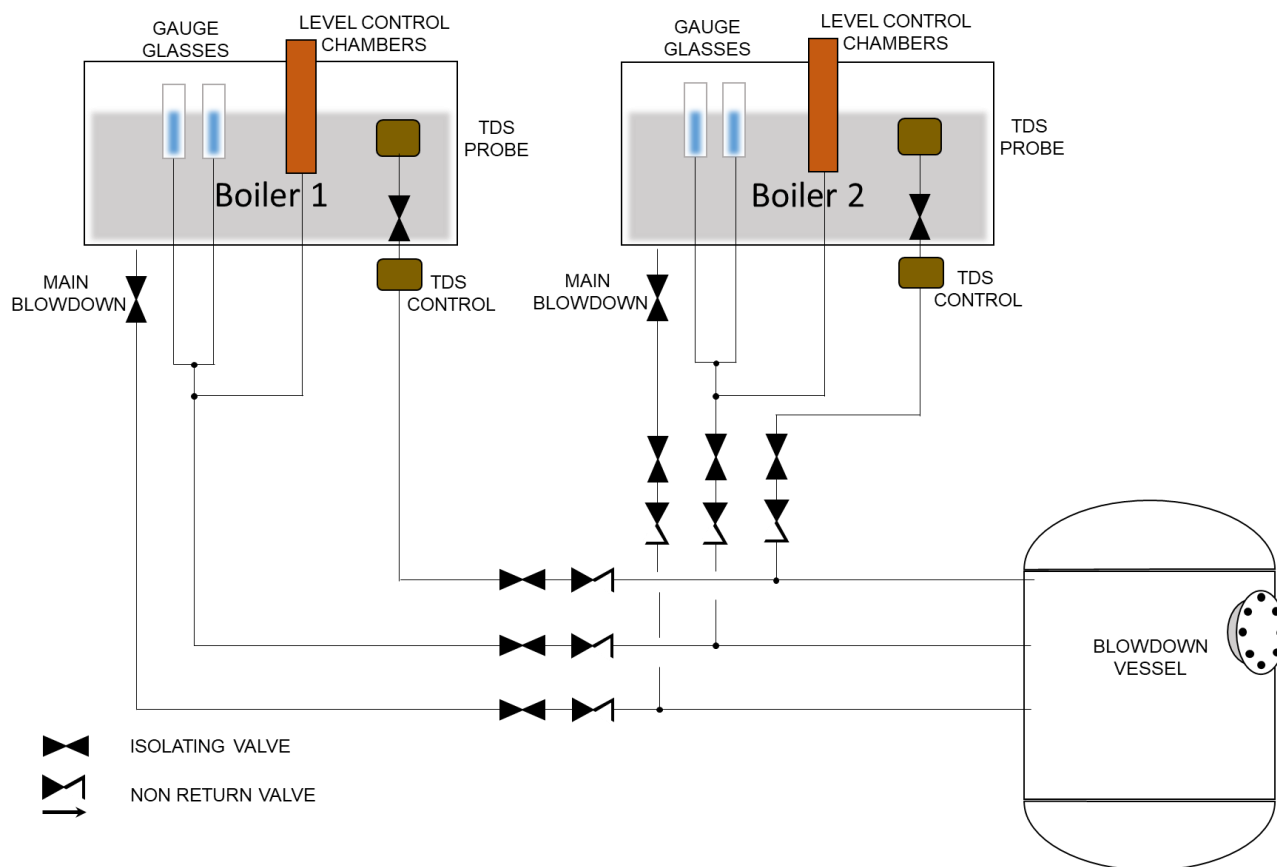 GAUGE
GLASSES
LEVEL CONTROL
CHAMBERS
GAUGE
GLASSES
LEVEL CONTROL
CHAMBERS
TDS
PROBE
TDS
PROBE
Boiler 1
Boiler 2
MAIN
BLOWDOWN
TDS
CONTROL
MAIN
BLOWDOWN
TDS
CONTROL
BLOWDOWN
VESSEL
ISOLATING VALVE
NON RETURN VALVE